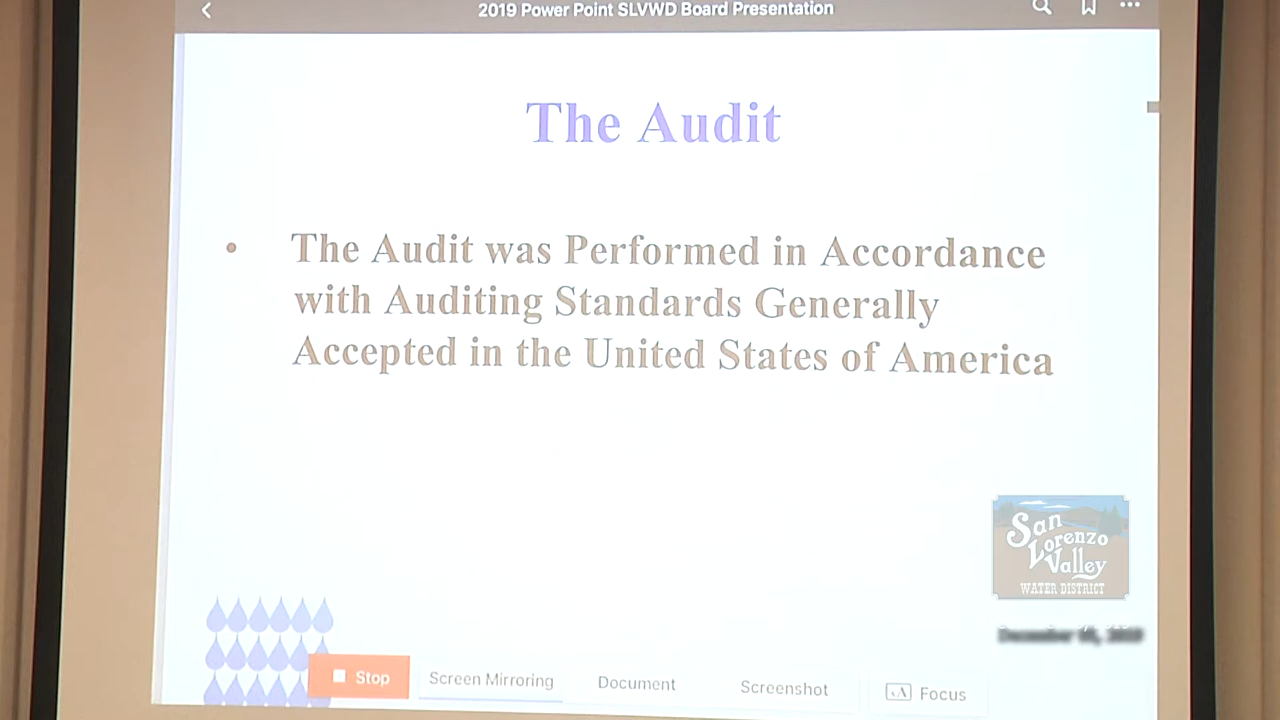 2019 Power Point SLVWD Board Presentation
The Audit
• The Audit was Performed in Accordance
with Auditing Standards Generally
Accepted in the United States of America
San
Lorenzo
Valley
WATER DISTRICT
Stop
Screen Mirroring
Document
Screenshot
AA Focus